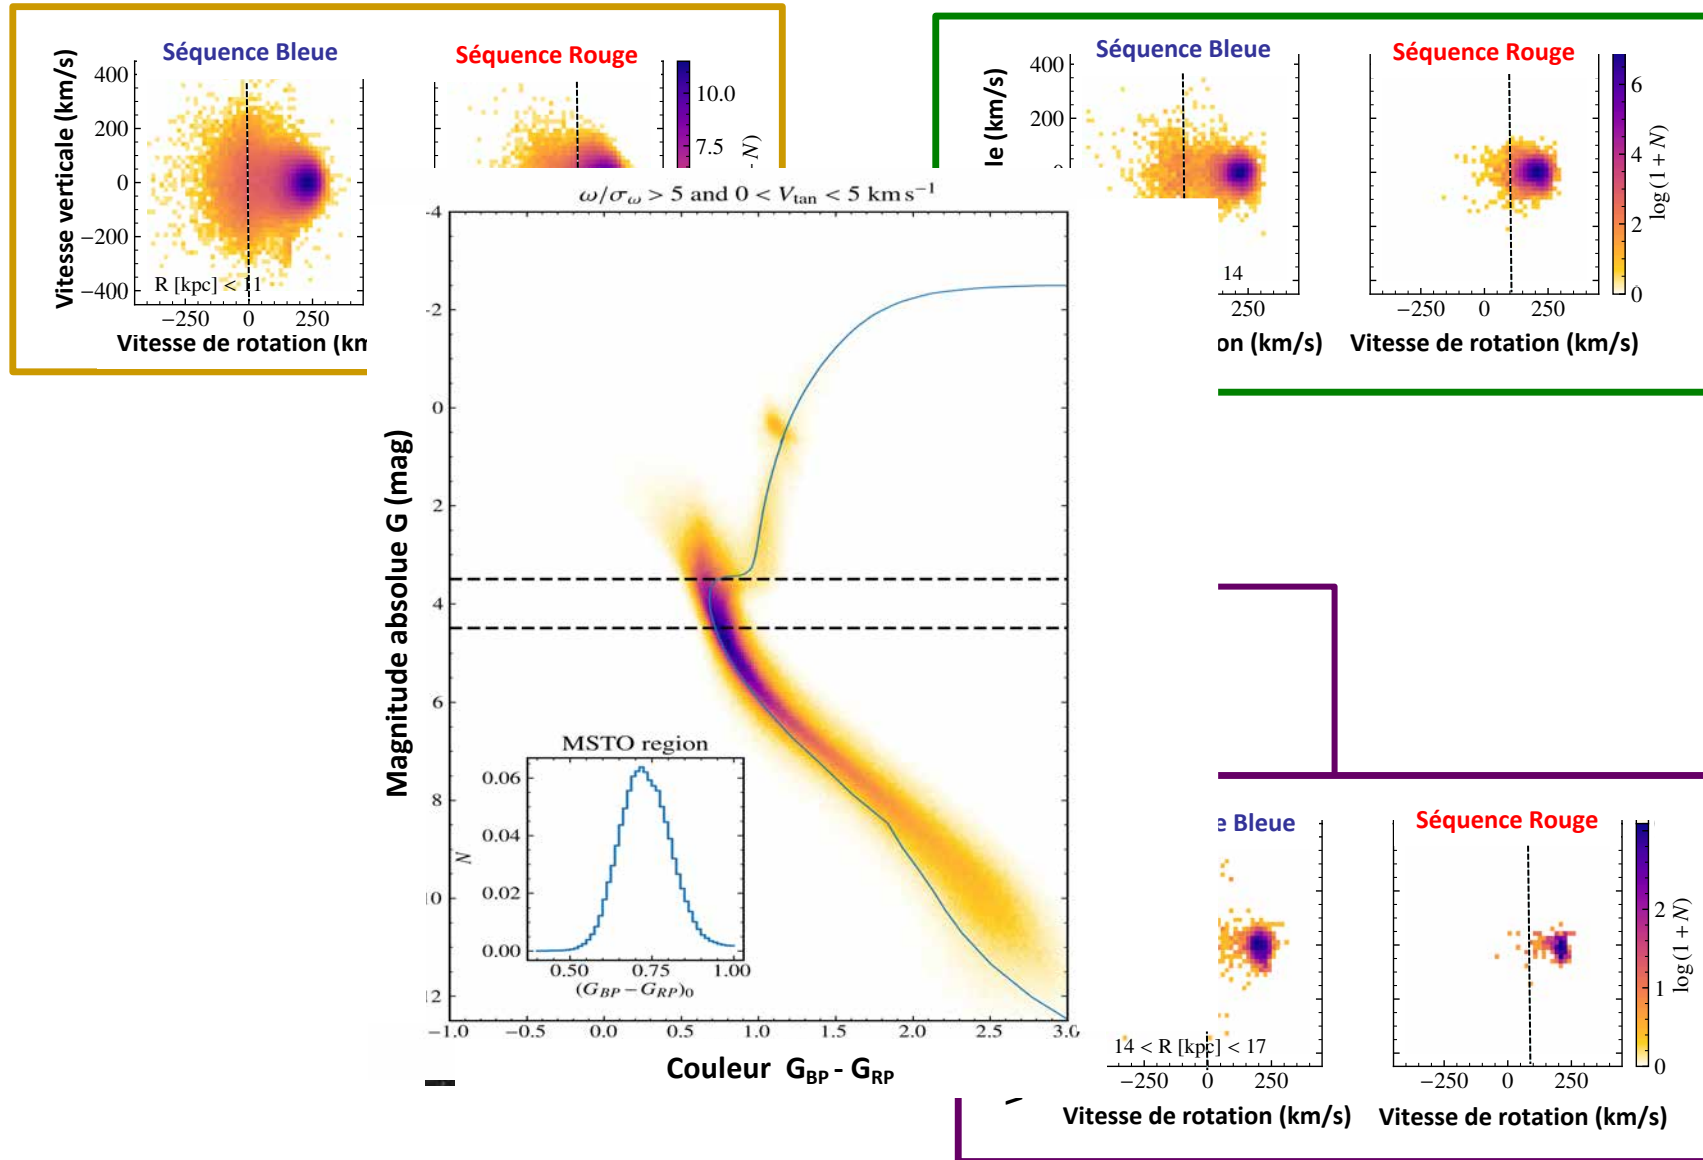 Séquence Bleue
Séquence Rouge
Vitesse verticale (km/s)
400
200
0
−200
−400
R [kpc] < 11
−250 0 250
Vitesse de rotation (km
10.0
7.5
Séquence Bleue
Séquence Rouge
le (km/s)
400
200
14
250
−250 0 250
on (km/s)
Vitesse de rotation (km/s)
6
4
2
0
log (1 + N)
ω/σω > 5 and 0 < Vtan < 5 km s−1
Magnitude absolue G (mag)
-4
-2
0
2
4
6
8
10
12
−1.0 −0.5 0.0 0.5 1.0 1.5 2.0 2.5 3.0
Couleur GBP - GRP
MSTO region
N
0.06
0.04
0.02
0.00
0.50 0.75 1.00
(GBP − GRP)0
e Bleue
Séquence Rouge
14 < R [kpc] < 17
−250 0 250
−250 0 250
Vitesse de rotation (km/s)
Vitesse de rotation (km/s)
2
1
0
log (1 + N)